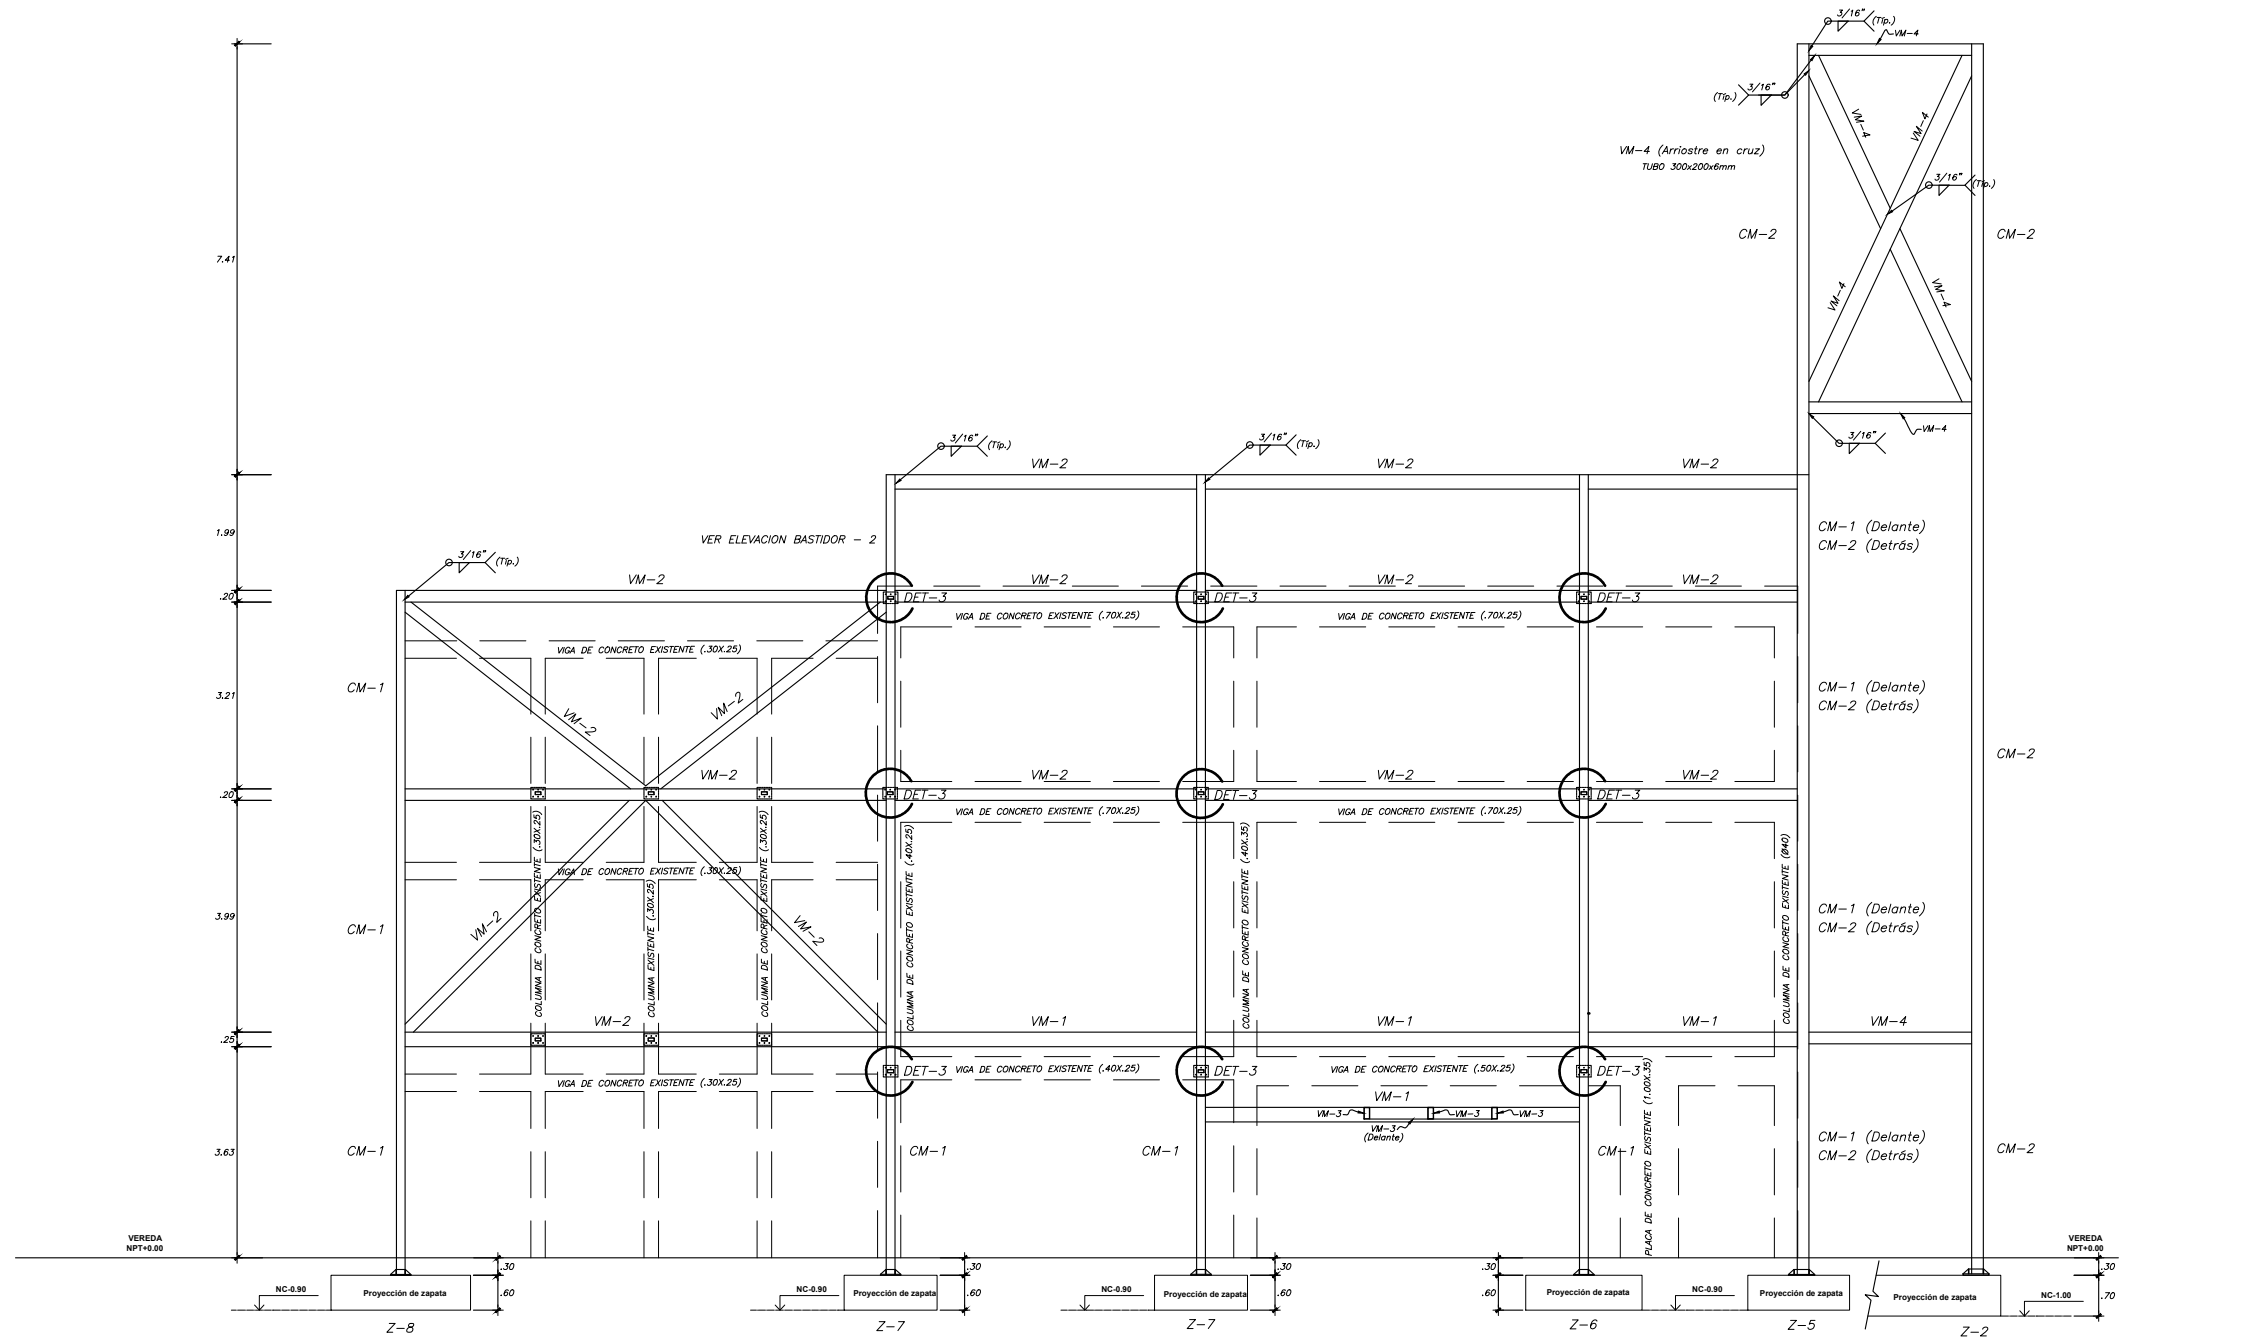 3/16"
(Típ.)
VM-4
3/16"
(Típ.)
VM-4
VM-4
VM-4 (Arriostre en cruz)
TUBO 300x200x6mm
3/16"
(Típ.)
CM-2
CM-2
7.41
VM-4
VM-4
VM-4
3/16"
3/16"
(Típ.)
3/16"
(Típ.)
VM-2
VM-2
VM-2
1.99
VER ELEVACION BASTIDOR - 2
CM-1 (Delante)
CM-2 (Detrás)
3/16"
(Típ.)
VM-2
VM-2
VM-2
VM-2
.20
DET-3
DET-3
DET-3
VIGA DE CONCRETO EXISTENTE (.70X.25)
VIGA DE CONCRETO EXISTENTE (.70X.25)
VIGA DE CONCRETO EXISTENTE (.30X.25)
CM-1
3.21
VM-2
VM-2
CM-1 (Delante)
CM-2 (Detrás)
CM-2
VM-2
VM-2
VM-2
VM-2
.20
DET-3
DET-3
DET-3
VIGA DE CONCRETO EXISTENTE (.70X.25)
VIGA DE CONCRETO EXISTENTE (.70X.25)
VIGA DE CONCRETO EXISTENTE (.30X.25)
COLUMNA DE CONCRETO EXISTENTE (.30X.25)
COLUMNA EXISTENTE (.30X.25)
COLUMNA DE CONCRETO EXISTENTE (.30X.25)
COLUMNA DE CONCRETO EXISTENTE (.40X.25)
COLUMNA DE CONCRETO EXISTENTE (.40X.35)
COLUMNA DE CONCRETO EXISTENTE (Ø40)
3.99
CM-1
VM-2
VM-2
CM-1 (Delante)
CM-2 (Detrás)
VM-2
VM-1
VM-1
VM-1
VM-4
.25
DET-3
VIGA DE CONCRETO EXISTENTE (.40X.25)
DET-3
VIGA DE CONCRETO EXISTENTE (.50X.25)
DET-3
VIGA DE CONCRETO EXISTENTE (.30X.25)
VM-1
VM-3
VM-3
VM-3
VM-3
(Delante)
PLACA DE CONCRETO EXISTENTE (1.00X.35)
3.63
CM-1
CM-1
CM-1
CM-1
CM-1 (Delante)
CM-2 (Detrás)
CM-2
VEREDA
NPT+0.00
VEREDA
NPT+0.00
.30
.30
.30
.30
.30
NC-0.90
Proyección de zapata
.60
NC-0.90
Proyección de zapata
.60
NC-0.90
Proyección de zapata
.60
.60
Proyección de zapata
NC-0.90
Proyección de zapata
Proyección de zapata
NC-1.00
.70
Z-8
Z-7
Z-7
Z-6
Z-5
Z-2